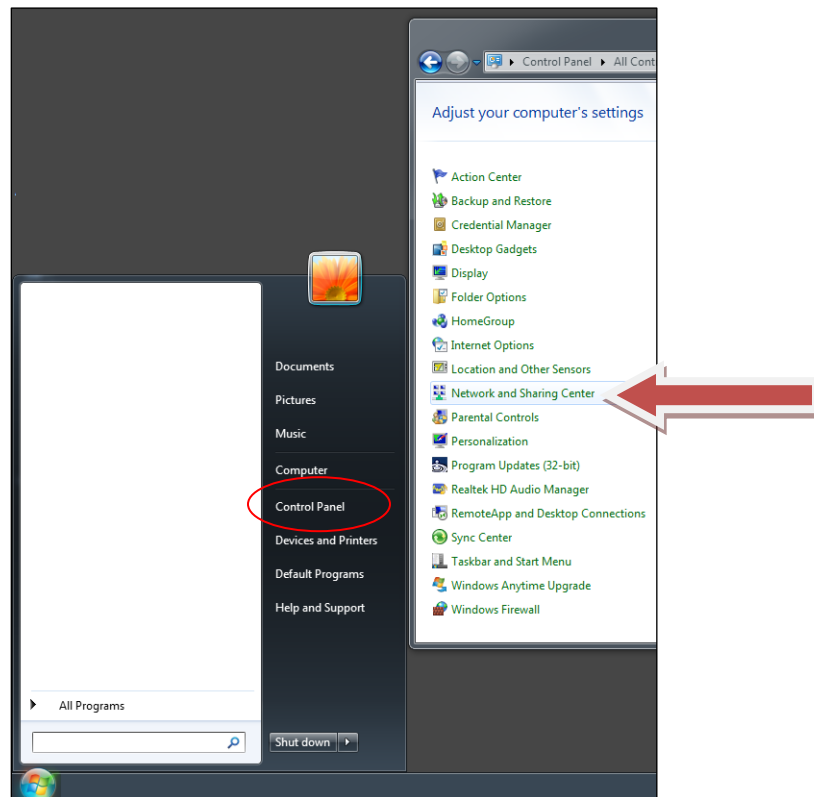 Control Panel ▸ All Cont
Adjust your computer's settings
Action Center
Backup and Restore
Credential Manager
Desktop Gadgets
Display
Folder Options
HomeGroup
Internet Options
Location and Other Sensors
Network and Sharing Center
Parental Controls
Personalization
Program Updates (32-bit)
Realtek HD Audio Manager
RemoteApp and Desktop Connections
Sync Center
Taskbar and Start Menu
Windows Anytime Upgrade
Windows Firewall
Documents
Pictures
Music
Computer
Control Panel
Devices and Printers
Default Programs
Help and Support
All Programs
Shut down